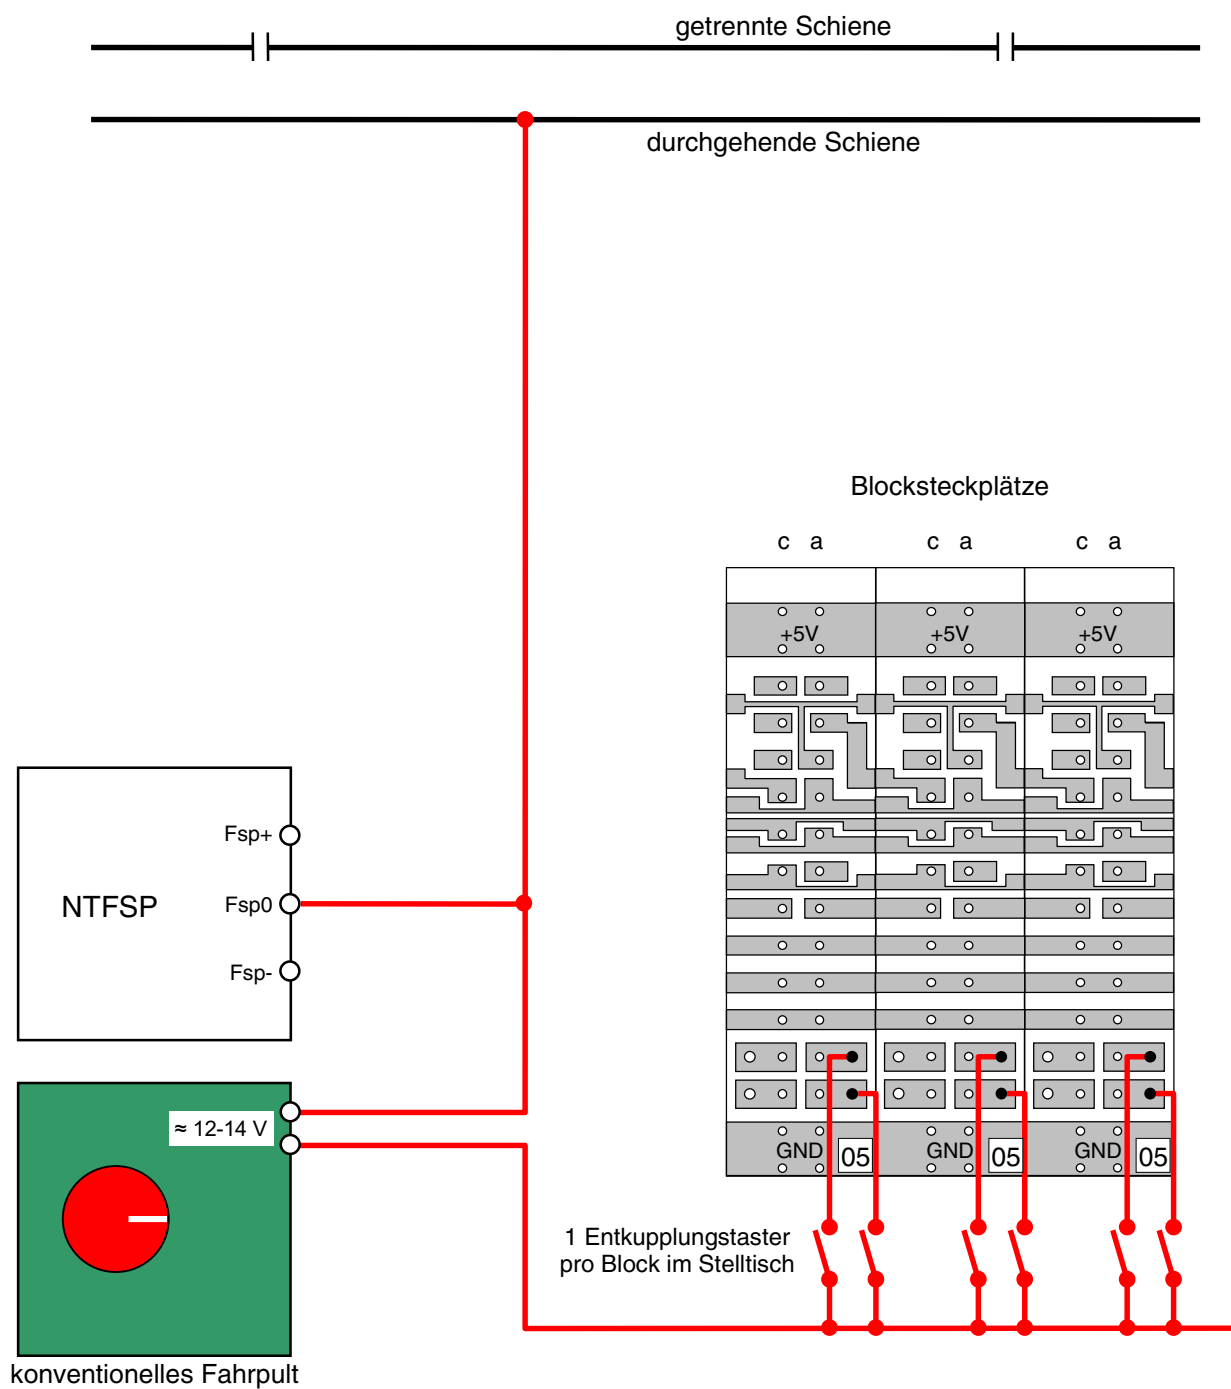 getrennte Schiene
durchgehende Schiene
Blocksteckplätze
c a c a c a
+5V +5V +5V
Fsp+
NTFSP Fsp0
Fsp-
≈ 12-14 V
GND 05 GND 05 GND 05
1 Entkupplungstaster
pro Block im Stelltisch
konventionelles Fahrpult